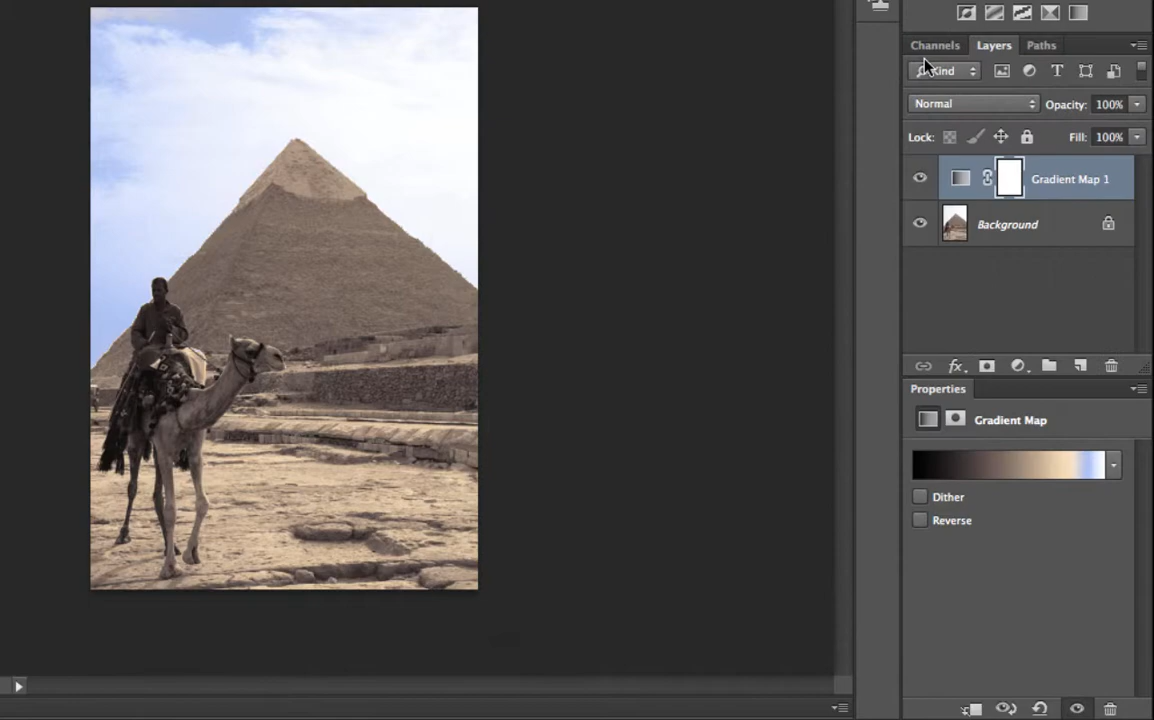 Channels Layers Paths
Kind
Normal Opacity: 100%
Lock: Fill: 100%
Gradient Map 1
Background
fx
Properties
Gradient Map
Dither
Reverse